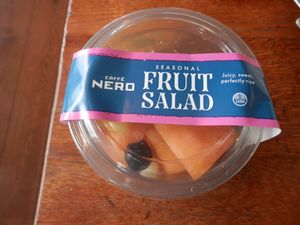 CAFFÈ
NERO
SEASONAL
FRUIT
SALAD
Juicy, sweet,
perfectly ripe